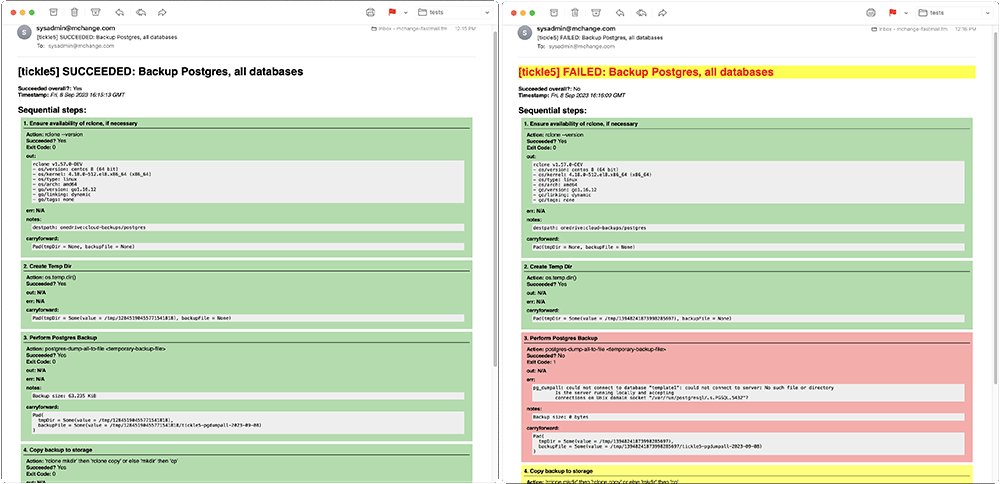 tests
sysadmin@mchange.com
Inbox - mchange-fastmail.fm 12:15 PM
[tickle5] SUCCEEDED: Backup Postgres, all databases
To: sysadmin@mchange.com
[tickle5] SUCCEEDED: Backup Postgres, all databases
Succeeded overall?: Yes
Timestamp: Fri, 8 Sep 2023 16:15:13 GMT
Sequential steps:
1. Ensure availability of rclone, if necessary
Action: rclone --version
Succeeded? Yes
Exit Code: 0
out:
rclone v1.57.0-DEV
- os/version: centos 8 (64 bit)
- os/kernel: 4.18.0-512.el8.x86_64 (x86_64)
- os/type: linux
- os/arch: amd64
- go/version: go1.16.12
- go/linking: dynamic
- go/tags: none
err: N/A
notes:
destpath: onedrive:cloud-backups/postgres
carryforward:
Pad(tmpDir = None, backupFile = None)
2. Create Temp Dir
Action: os.temp.dir()
Succeeded? Yes
out: N/A
err: N/A
carryforward:
Pad(tmpDir = Some(value = /tmp/12845190455771541818), backupFile = None)
3. Perform Postgres Backup
Action: postgres-dump-all-to-file <temporary-backup-file>
Succeeded? Yes
Exit Code: 0
out: N/A
err: N/A
notes:
Backup size: 63.235 KiB
carryforward:
Pad(
tmpDir = Some(value = /tmp/12845190455771541818),
backupFile = Some(value = /tmp/12845190455771541818/tickle5-pgdumpall-2023-09-08)
)
4. Copy backup to storage
Action: 'rclone mkdir' then 'rclone copy' or else 'mkdir' then 'cp'
Succeeded? Yes
Exit Code: 0
out: N/A
tests
sysadmin@mchange.com
Inbox - mchange-fastmail.fm 12:16 PM
[tickle5] FAILED: Backup Postgres, all databases
To: sysadmin@mchange.com
[tickle5] FAILED: Backup Postgres, all databases
Succeeded overall?: No
Timestamp: Fri, 8 Sep 2023 16:16:00 GMT
Sequential steps:
1. Ensure availability of rclone, if necessary
Action: rclone --version
Succeeded? Yes
Exit Code: 0
out:
rclone v1.57.0-DEV
- os/version: centos 8 (64 bit)
- os/kernel: 4.18.0-512.el8.x86_64 (x86_64)
- os/type: linux
- os/arch: amd64
- go/version: go1.16.12
- go/linking: dynamic
- go/tags: none
err: N/A
notes:
destpath: onedrive:cloud-backups/postgres
carryforward:
Pad(tmpDir = None, backupFile = None)
2. Create Temp Dir
Action: os.temp.dir()
Succeeded? Yes
out: N/A
err: N/A
carryforward:
Pad(tmpDir = Some(value = /tmp/13948241873998285697), backupFile = None)
3. Perform Postgres Backup
Action: postgres-dump-all-to-file <temporary-backup-file>
Succeeded? No
Exit Code: 1
out: N/A
err:
pg_dumpall: could not connect to database "template1": could not connect to server: No such file or directory
Is the server running locally and accepting
connections on Unix domain socket "/var/run/postgresql/.s.PGSQL.5432"?
notes:
Backup size: 0 bytes
carryforward:
Pad(
tmpDir = Some(value = /tmp/13948241873998285697),
backupFile = Some(value = /tmp/13948241873998285697/tickle5-pgdumpall-2023-09-08)
)
4. Copy backup to storage
Action: 'rclone mkdir' then 'rclone copy' or else 'mkdir' then 'cp'